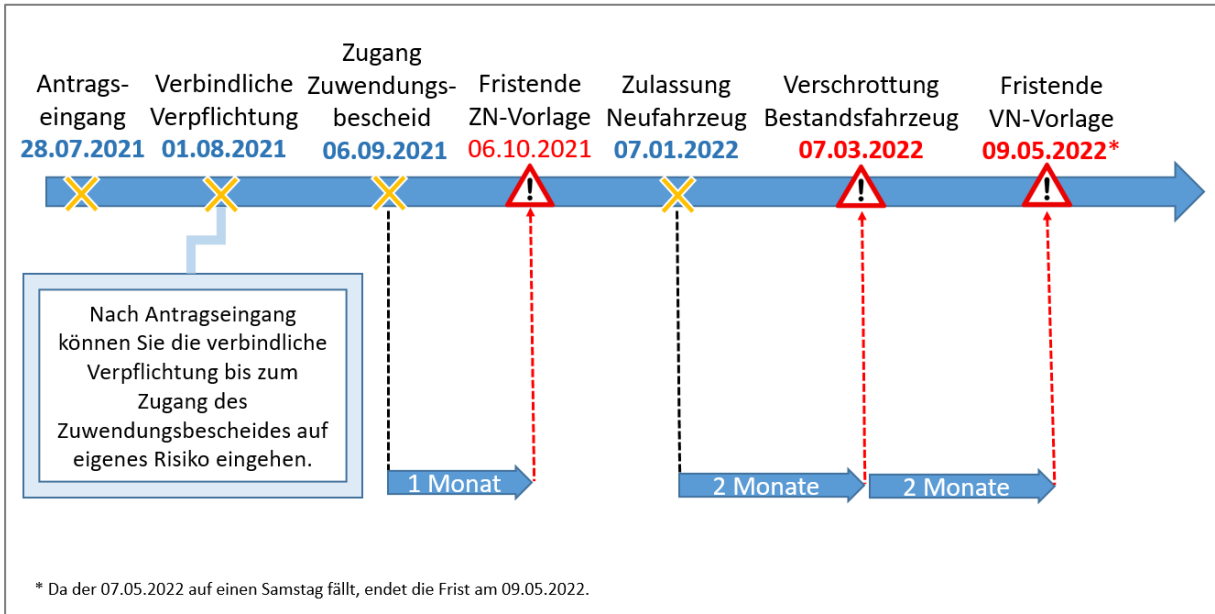 Antrags-
eingang
28.07.2021
Verbindliche
Verpflichtung
01.08.2021
Zugang
Zuwendungs-
bescheid
06.09.2021
Fristende
ZN-Vorlage
06.10.2021
Zulassung
Neufahrzeug
07.01.2022
Verschrottung
Bestandsfahrzeug
07.03.2022
Fristende
VN-Vorlage
09.05.2022*
!
!
!
Nach Antragseingang
können Sie die verbindliche
Verpflichtung bis zum
Zugang des
Zuwendungsbescheides auf
eigenes Risiko eingehen.
1 Monat
2 Monate
2 Monate
* Da der 07.05.2022 auf einen Samstag fällt, endet die Frist am 09.05.2022.